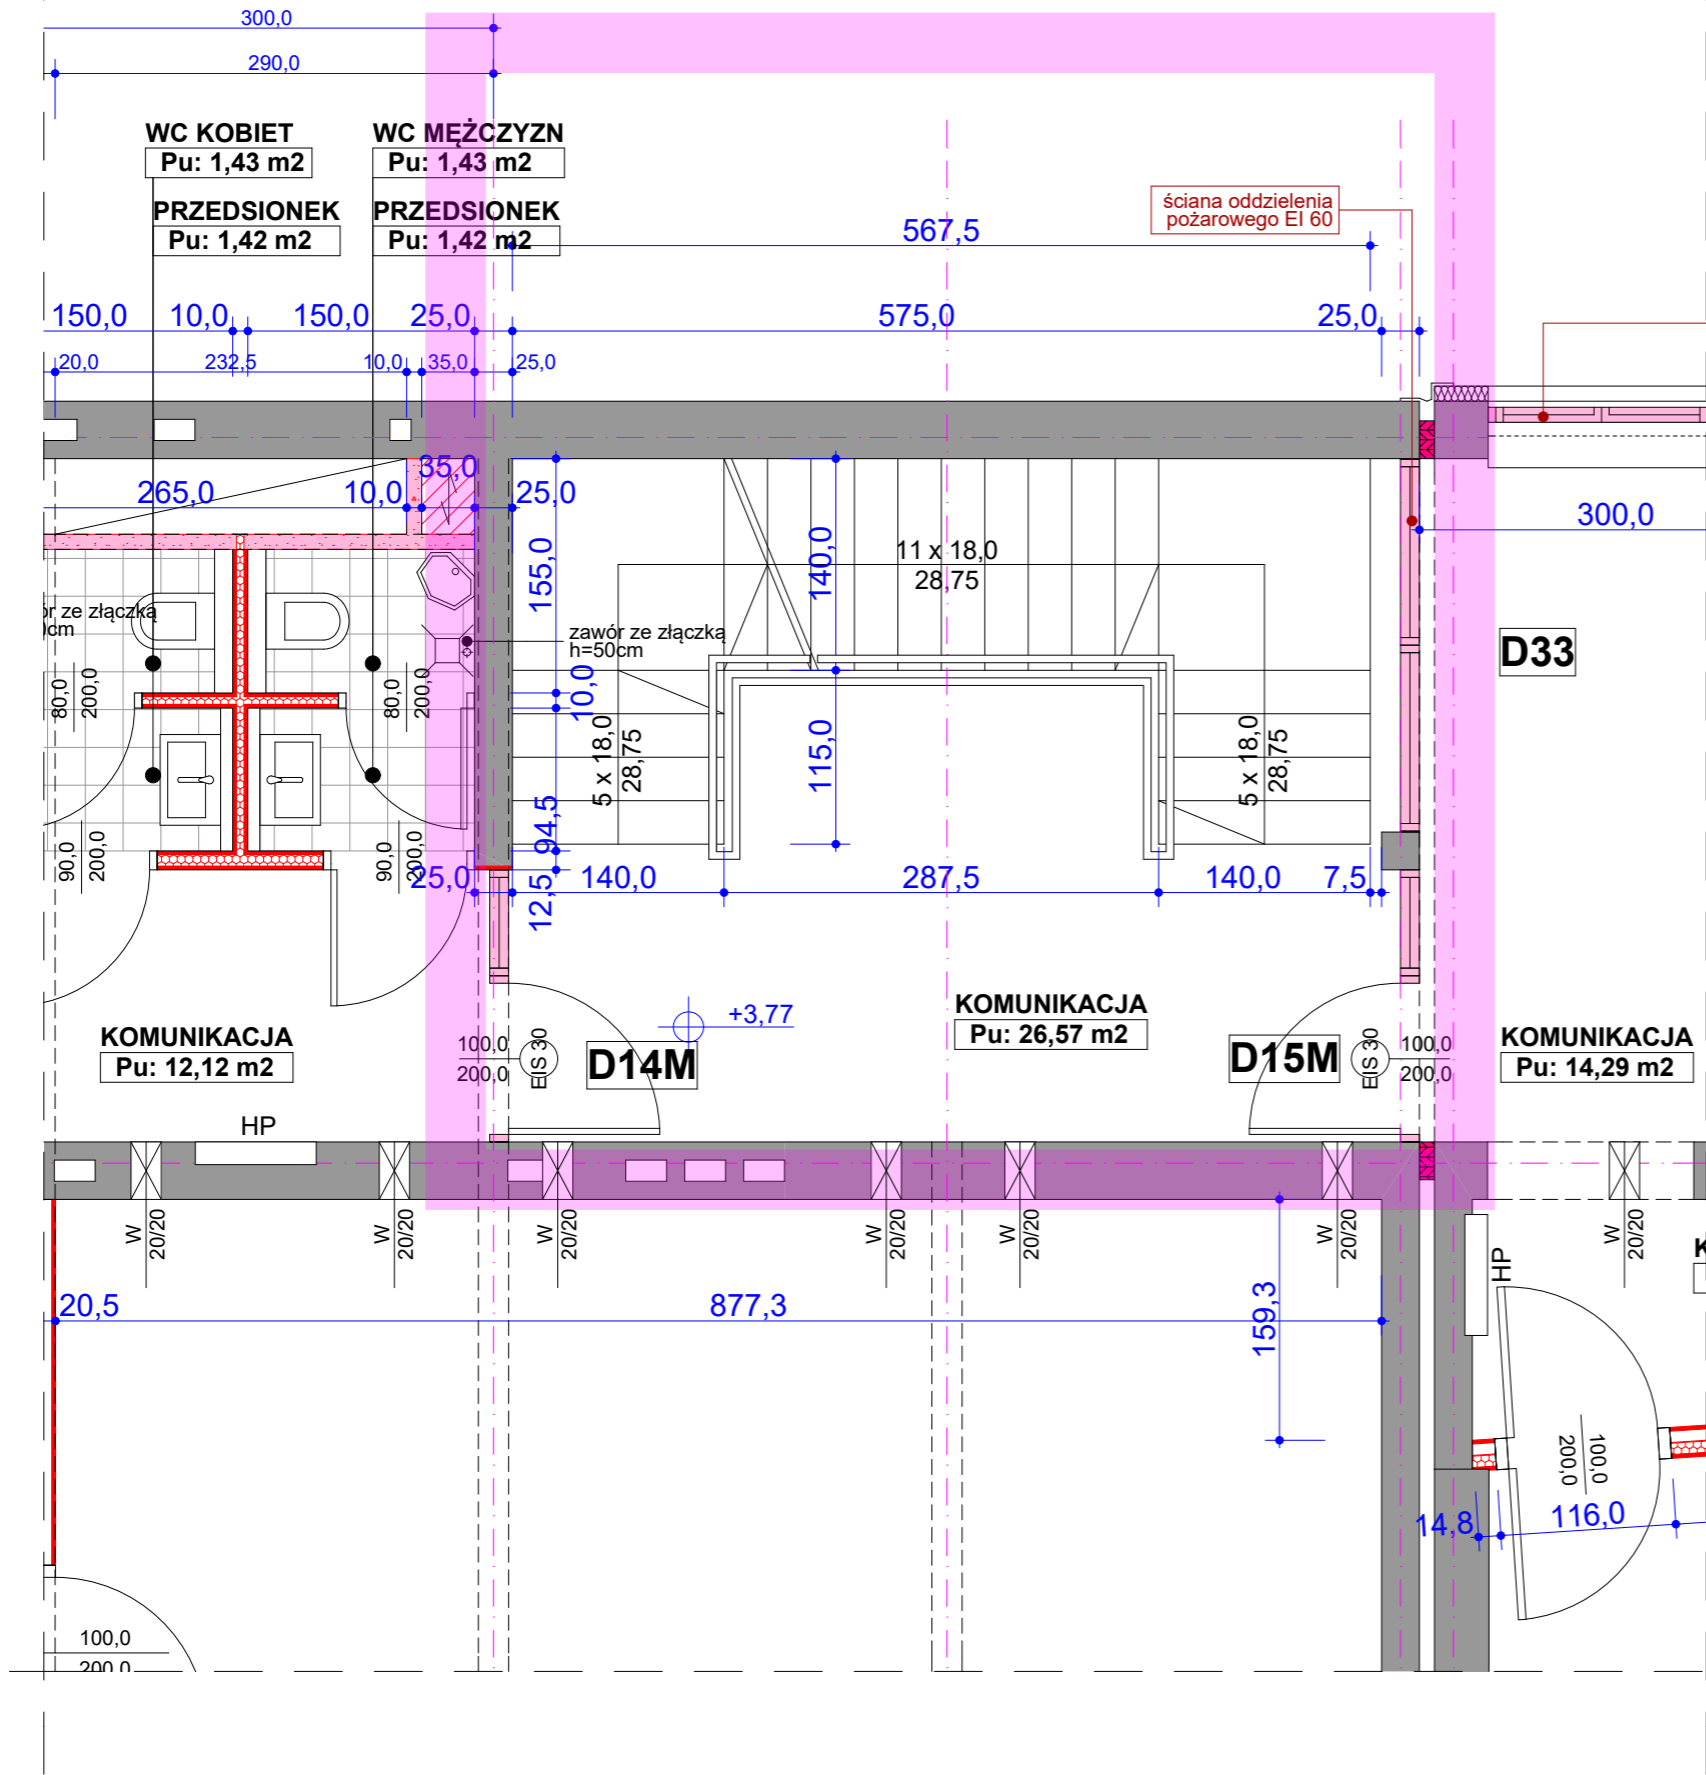 300,0
290,0
WC KOBIET
Pu: 1,43 m2
WC MĘŻCZYZN
Pu: 1,43 m2
PRZEDSIONEK
Pu: 1,42 m2
PRZEDSIONEK
Pu: 1,42 m2
ściana oddzielenia
pożarowego EI 60
567,5
150,0
10,0
150,0
25,0
575,0
25,0
20,0
232,5
10,0
35,0
25,0
35,0
265,0
10,0
25,0
300,0
155,0
140,0
11 x 18,0
28,75
ór ze złączką
0cm
zawór ze złączką
h=50cm
D33
80,0
200,0
80,0
200,0
10,0
115,0
5 x 18,0
28,75
5 x 18,0
28,75
94,5
90,0
200,0
90,0
200,0
25,0
12,5
140,0
287,5
140,0
7,5
+3,77
KOMUNIKACJA
Pu: 26,57 m2
KOMUNIKACJA
Pu: 12,12 m2
KOMUNIKACJA
Pu: 14,29 m2
100,0
200,0
EIS 30
D14M
D15M
EIS 30
100,0
200,0
HP
W
20/20
W
20/20
W
20/20
W
20/20
W
20/20
W
20/20
W
20/20
HP
K
20,5
877,3
159,3
100,0
200,0
14,8
116,0
100,0
200,0